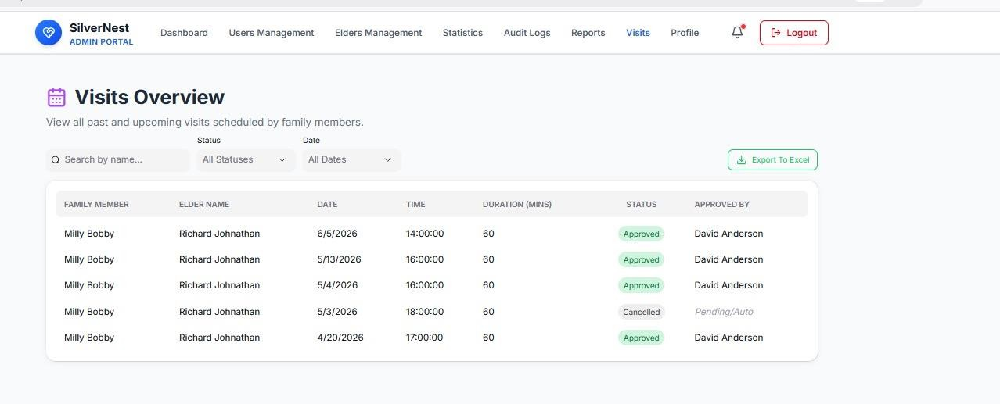 SilverNest
ADMIN PORTAL
Dashboard Users Management Elders Management Statistics Audit Logs Reports Visits Profile Logout
Visits Overview
View all past and upcoming visits scheduled by family members.
Status Date
Search by name... All Statuses All Dates Export To Excel
FAMILY MEMBER ELDER NAME DATE TIME DURATION (MINS) STATUS APPROVED BY
Milly Bobby Richard Johnathan 6/5/2026 14:00:00 60 Approved David Anderson
Milly Bobby Richard Johnathan 5/13/2026 16:00:00 60 Approved David Anderson
Milly Bobby Richard Johnathan 5/4/2026 16:00:00 60 Approved David Anderson
Milly Bobby Richard Johnathan 5/3/2026 18:00:00 60 Cancelled Pending/Auto
Milly Bobby Richard Johnathan 4/20/2026 17:00:00 60 Approved David Anderson